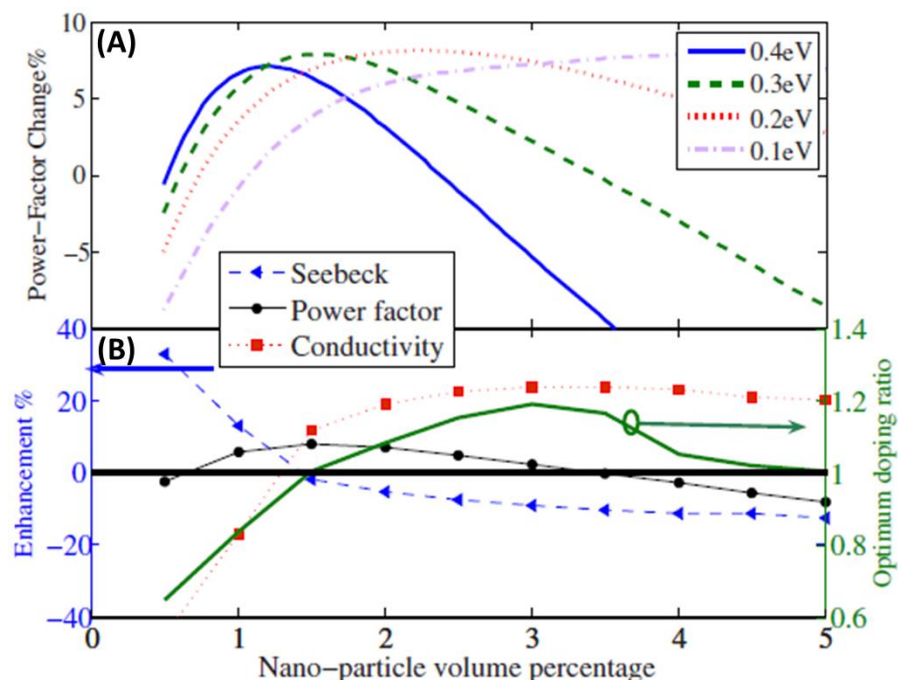 (A)
Power−Factor Change%
10
5
0
−5
0.4eV
0.3eV
0.2eV
0.1eV
Seebeck
Power factor
Conductivity
(B)
Enhancement %
40
20
0
−20
−40
1.4
1.2
1
0.8
0.6
Optimum doping ratio
0
1
2
3
4
5
Nano−particle volume percentage